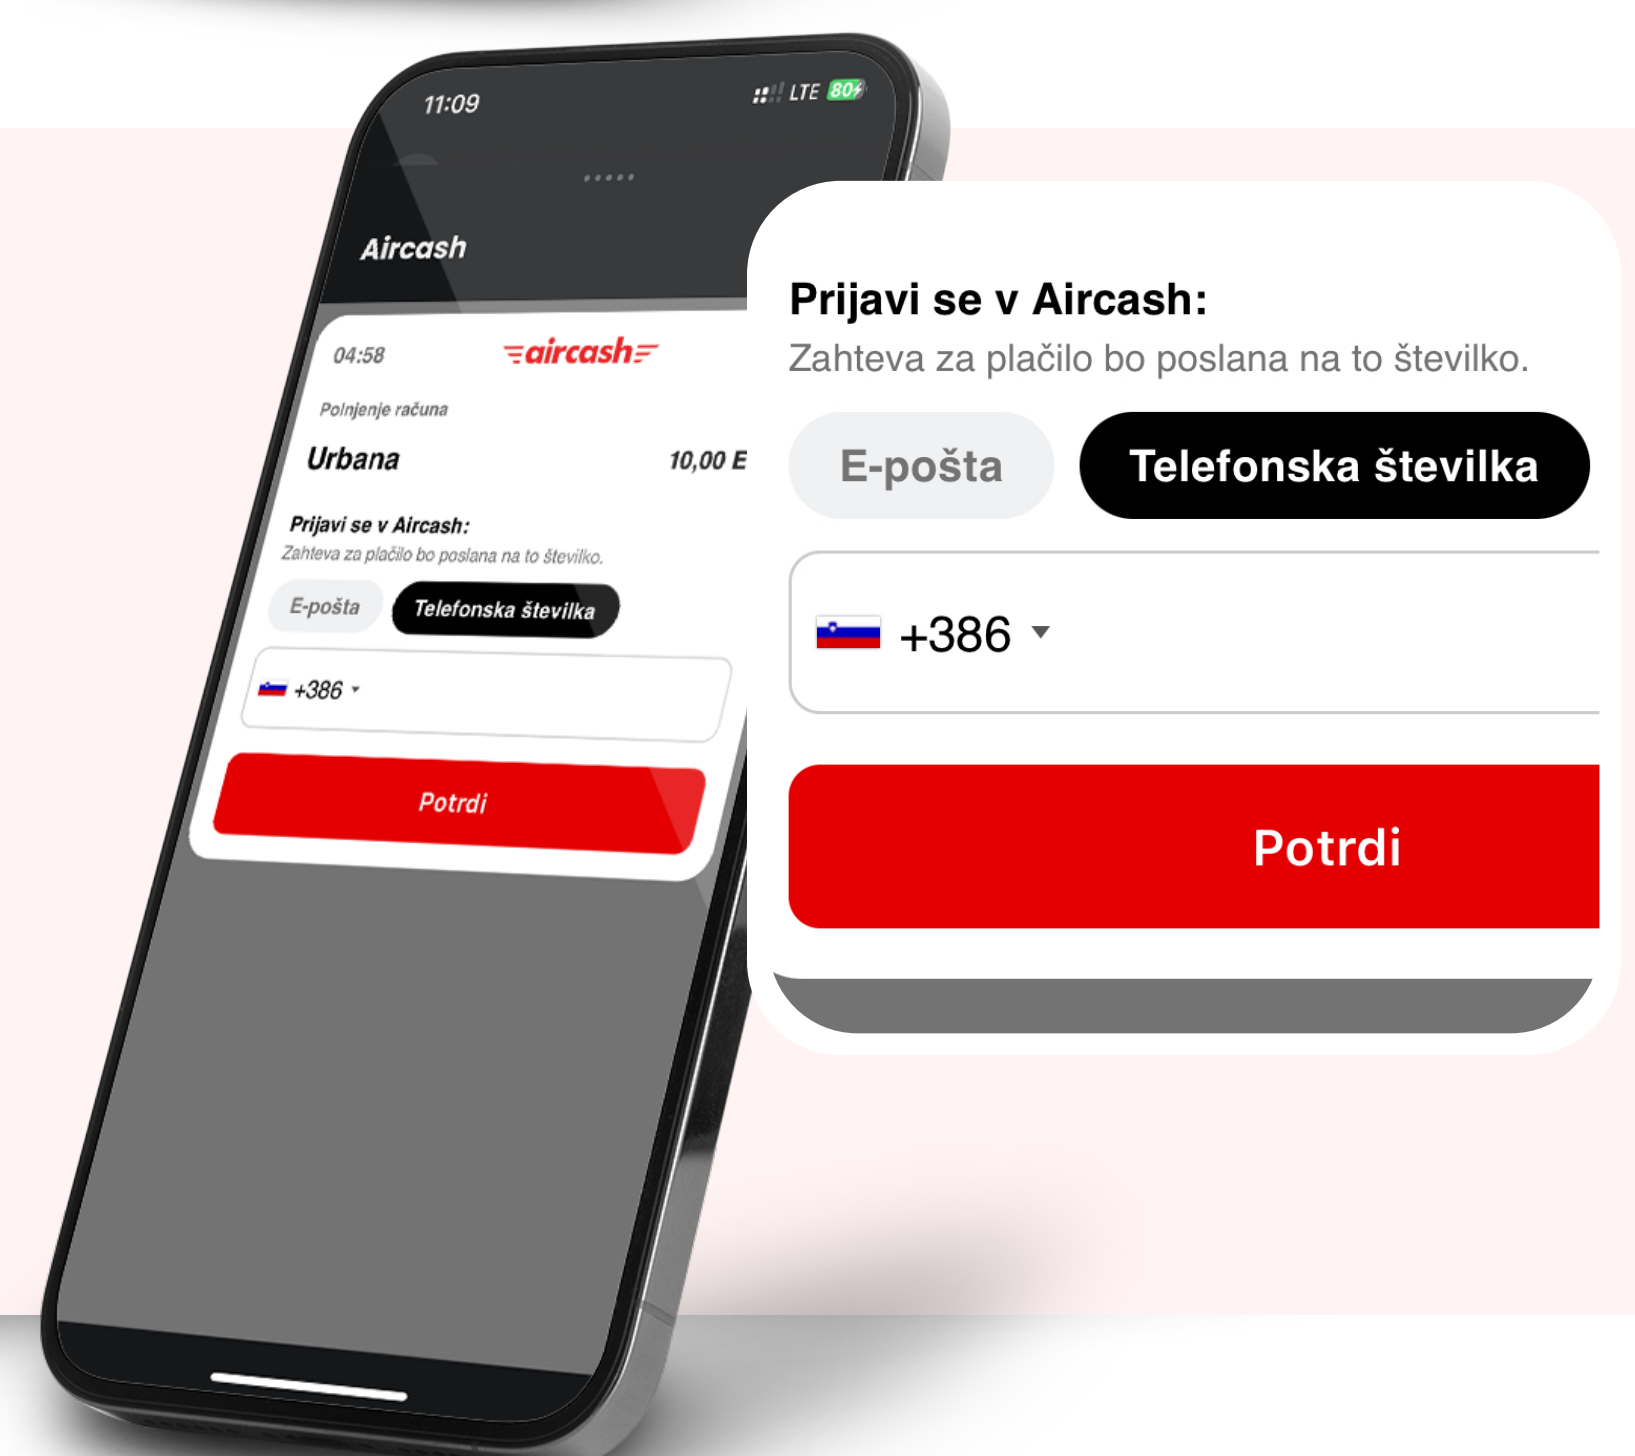 11:09
LTE 80
Aircash
04:58
aircash
Polnjenje računa
Urbana 10,00 E
Prijavi se v Aircash:
Zahteva za plačilo bo poslana na to številko.
E-pošta Telefonska številka
+386
Potrdi
Prijavi se v Aircash:
Zahteva za plačilo bo poslana na to številko.
E-pošta Telefonska številka
+386
Potrdi